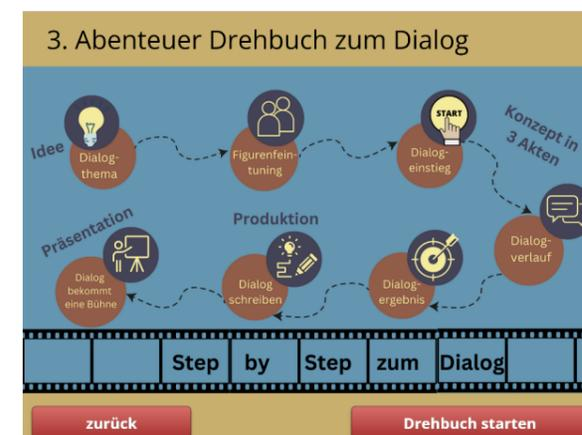 3. Abenteuer Drehbuch zum Dialog
Idee
Dialog-
thema
Figurenfein-
tuning
START
Dialog-
einstieg
Konzept in
3 Akten
Dialog-
verlauf
Dialog-
ergebnis
Produktion
Dialog
schreiben
Präsentation
Dialog
bekommt
eine Bühne
Step by Step zum Dialog
zurück
Drehbuch starten